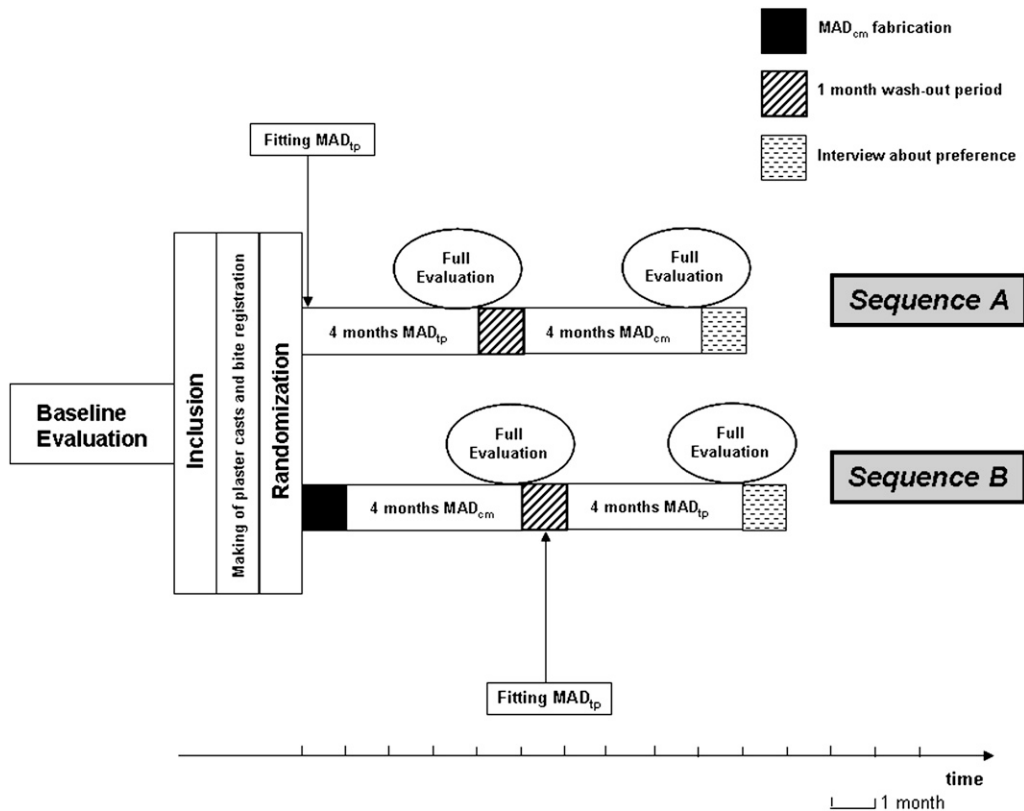 MADcm fabrication
1 month wash-out period
Interview about preference
Fitting MADtp
Full
Evaluation
Full
Evaluation
4 months MADtp
4 months MADcm
Sequence A
Baseline
Evaluation
Inclusion
Making of plaster casts and bite registration
Randomization
Full
Evaluation
Full
Evaluation
4 months MADcm
4 months MADtp
Sequence B
Fitting MADtp
time
1 month